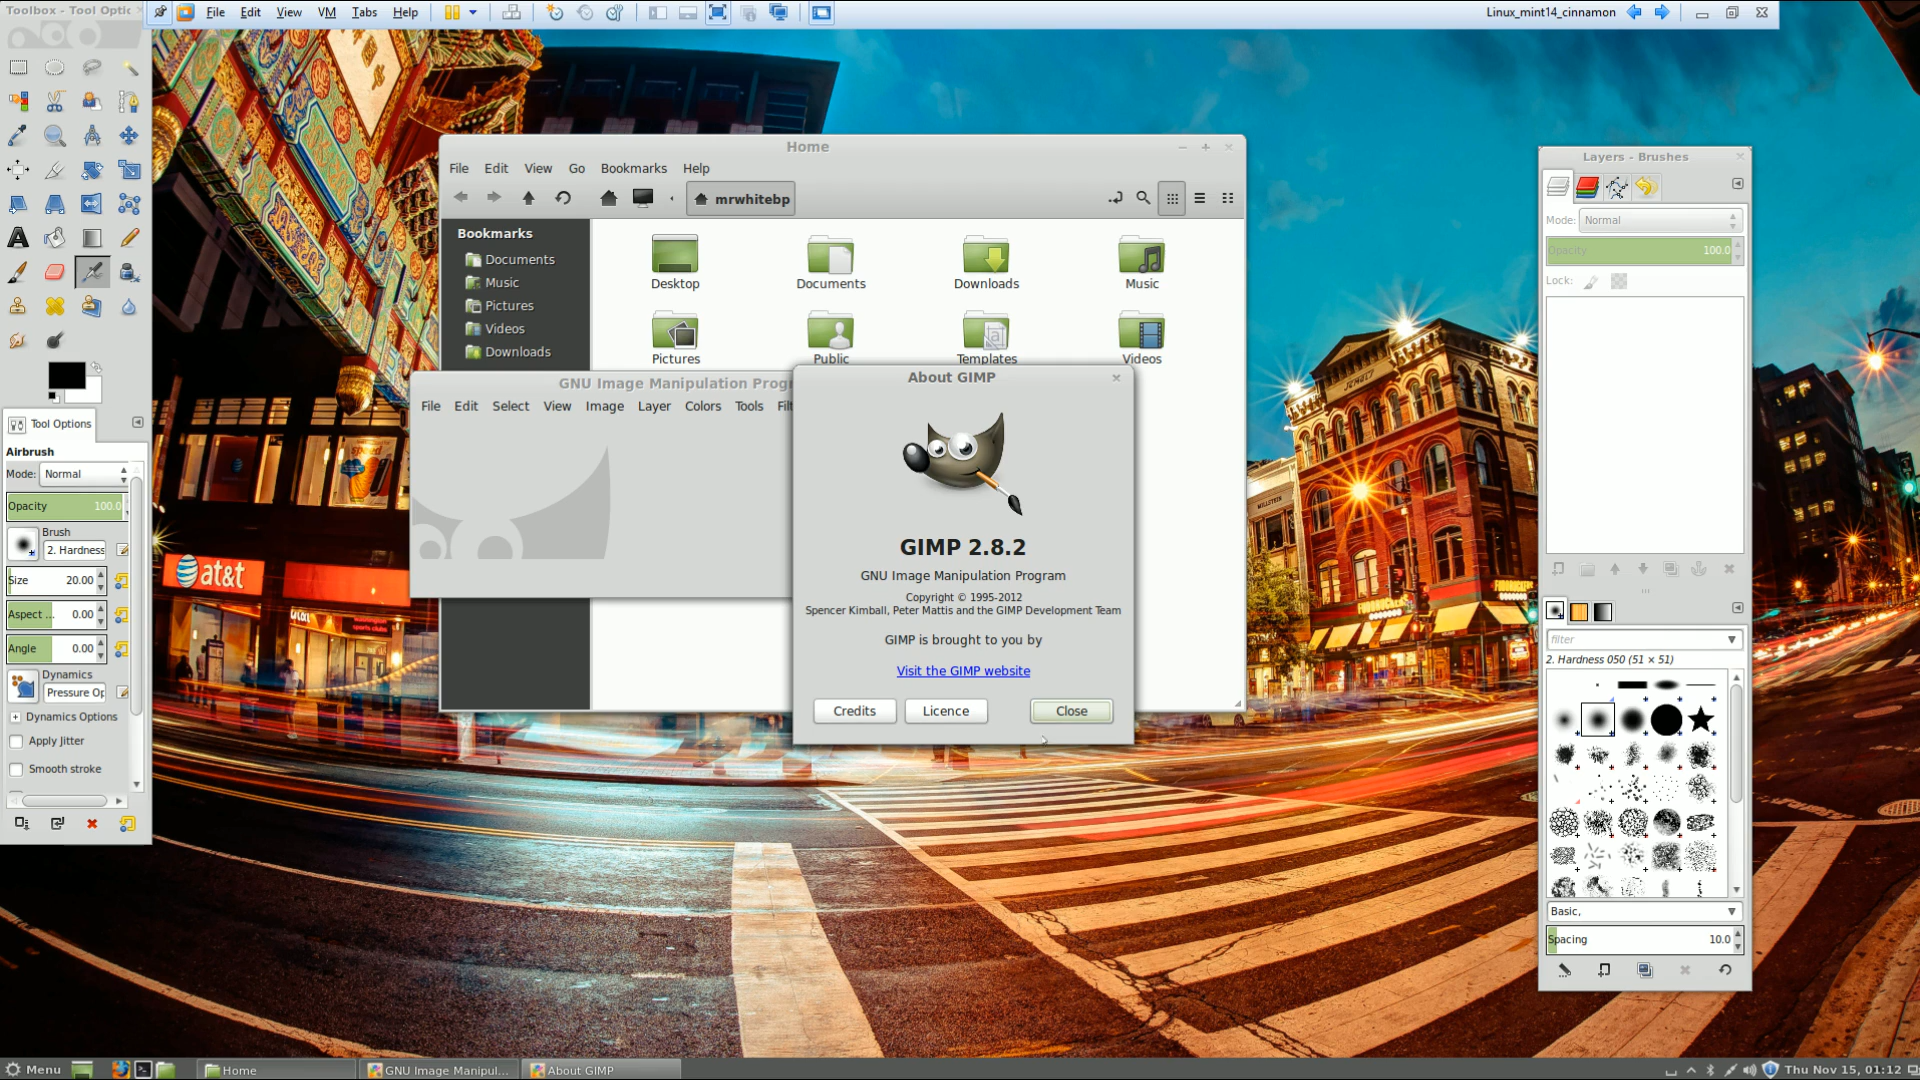 Toolbox - Tool Optic
File Edit View VM Tabs Help
Linux_mint14_cinnamon
Home
File Edit View Go Bookmarks Help
mrwhitebp
Bookmarks
Documents
Music
Pictures
Videos
Downloads
Desktop
Documents
Downloads
Music
Pictures
Public
Templates
Videos
GNU Image Manipulation Progr
File Edit Select View Image Layer Colors Tools Filt
About GIMP
GIMP 2.8.2
GNU Image Manipulation Program
Copyright © 1995-2012
Spencer Kimball, Peter Mattis and the GIMP Development Team
GIMP is brought to you by
Visit the GIMP website
Credits
Licence
Close
Tool Options
Airbrush
Mode: Normal
Opacity 100.0
Brush
2. Hardness
Size 20.00
Aspect ... 0.00
Angle 0.00
Dynamics
Pressure Op
Dynamics Options
Apply Jitter
Smooth stroke
at&t
Layers - Brushes
Mode: Normal
Opacity 100.0
Lock:
filter
2. Hardness 050 (51 × 51)
Basic,
Spacing 10.0
Menu
Home
GNU Image Manipul...
About GIMP
Thu Nov 15, 01:12